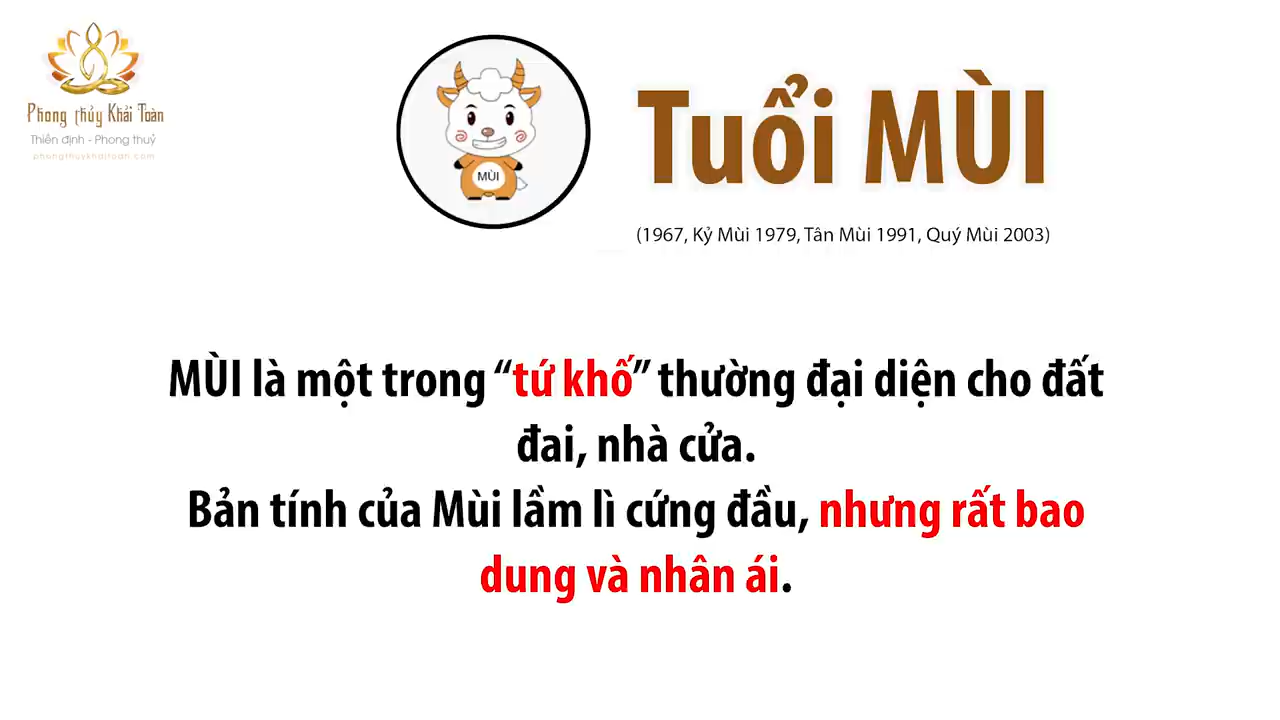 Phong thủy Khải Toàn
Thiền định - Phong thuỷ
phongthuykhaitoan.com
MÙI
Tuổi MÙI
(1967, Kỷ Mùi 1979, Tân Mùi 1991, Quý Mùi 2003)
MÙI là một trong “tứ khố” thường đại diện cho đất
đai, nhà cửa.
Bản tính của Mùi lầm lì cứng đầu, nhưng rất bao
dung và nhân ái.